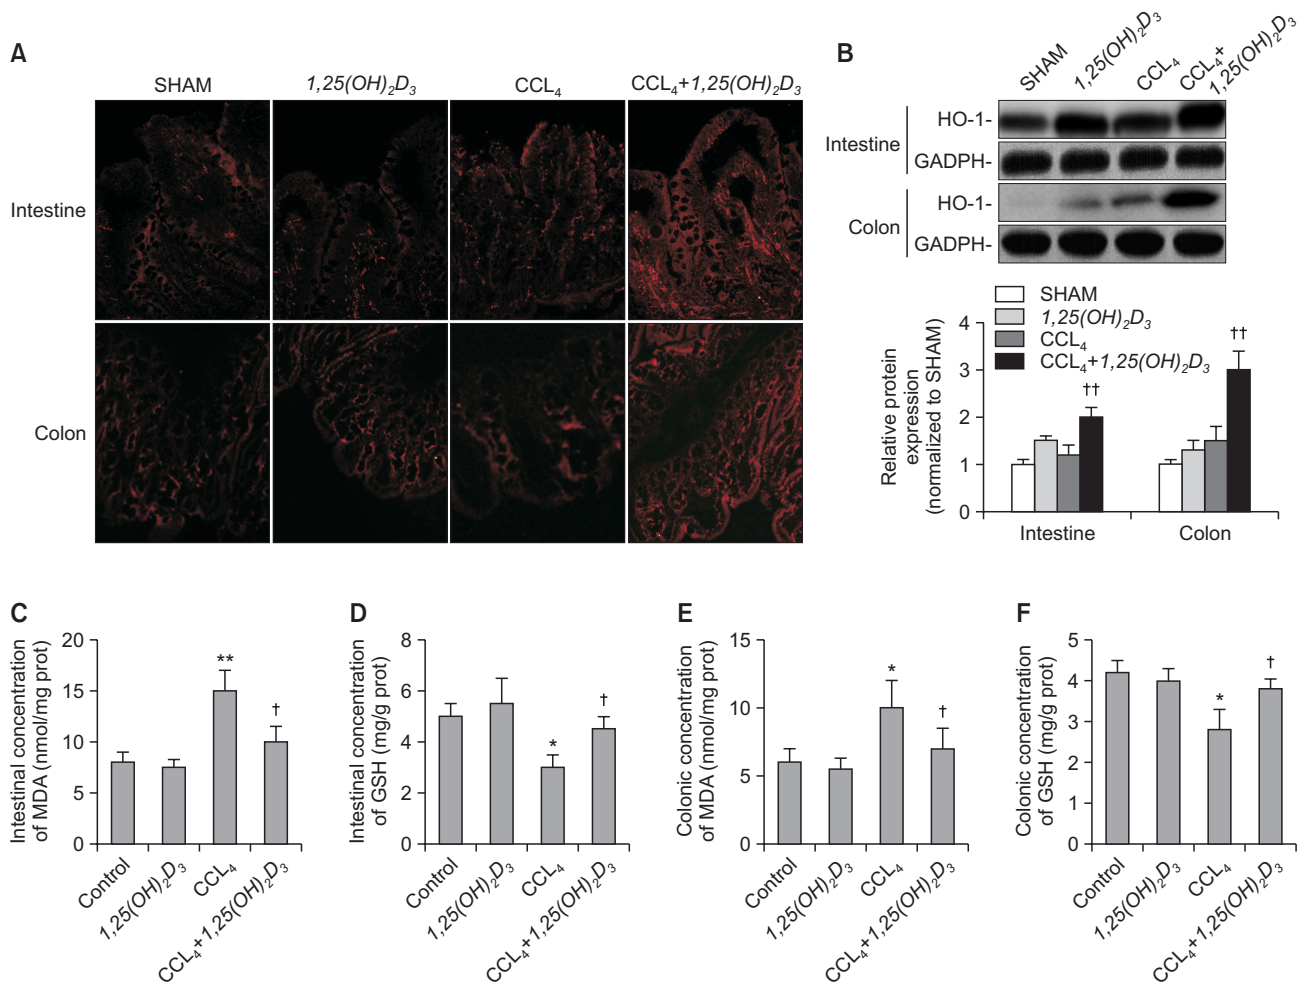 A
SHAM
1,25(OH)₂D₃
CCL₄
CCL₄+1,25(OH)₂D₃
Intestine
Colon
B
SHAM
1,25(OH)₂D₃
CCL₄
CCL₄+
1,25(OH)₂D₃
Intestine
HO-1-
GADPH-
Colon
HO-1-
GADPH-
SHAM
1,25(OH)₂D₃
CCL₄
CCL₄+1,25(OH)₂D₃
Relative protein
expression
(normalized to SHAM)
4
3
2
1
0
††
††
Intestine
Colon
C
Intestinal concentration
of MDA (nmol/mg prot)
20
15
10
5
0
**
†
Control
1,25(OH)₂D₃
CCL₄
CCL₄+1,25(OH)₂D₃
D
Intestinal concentration
of GSH (mg/g prot)
8
6
4
2
0
*
†
Control
1,25(OH)₂D₃
CCL₄
CCL₄+1,25(OH)₂D₃
E
Colonic concentration
of MDA (nmol/mg prot)
15
10
5
0
*
†
Control
1,25(OH)₂D₃
CCL₄
CCL₄+1,25(OH)₂D₃
F
Colonic concentration
of GSH (mg/g prot)
5
4
3
2
4
0
*
†
Control
1,25(OH)₂D₃
CCL₄
CCL₄+1,25(OH)₂D₃